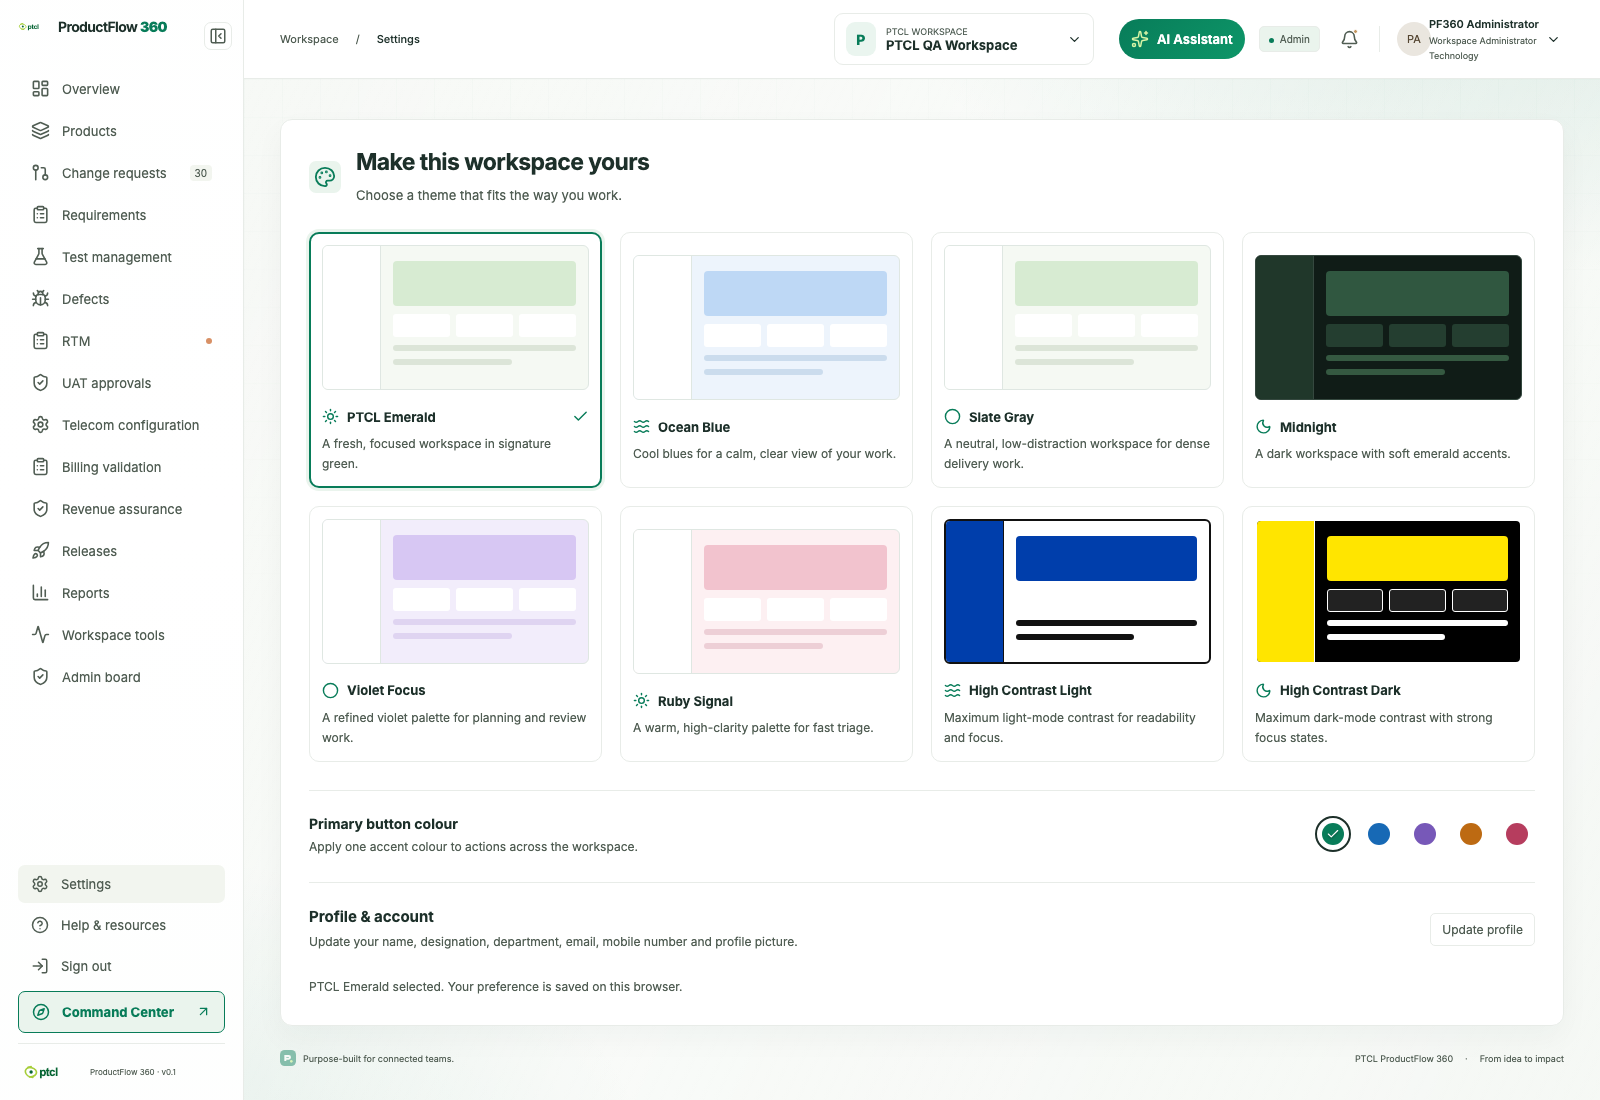 ptcl
ProductFlow 360
Overview
Products
Change requests 30
Requirements
Test management
Defects
RTM
UAT approvals
Telecom configuration
Billing validation
Revenue assurance
Releases
Reports
Workspace tools
Admin board
Settings
Help & resources
Sign out
Command Center
ptcl
ProductFlow 360 · v0.1
Workspace / Settings
P
PTCL WORKSPACE
PTCL QA Workspace
AI Assistant
Admin
PA
PF360 Administrator
Workspace Administrator
Technology
Make this workspace yours
Choose a theme that fits the way you work.
PTCL Emerald
A fresh, focused workspace in signature
green.
Ocean Blue
Cool blues for a calm, clear view of your work.
Slate Gray
A neutral, low-distraction workspace for dense
delivery work.
Midnight
A dark workspace with soft emerald accents.
Violet Focus
A refined violet palette for planning and review
work.
Ruby Signal
A warm, high-clarity palette for fast triage.
High Contrast Light
Maximum light-mode contrast for readability
and focus.
High Contrast Dark
Maximum dark-mode contrast with strong
focus states.
Primary button colour
Apply one accent colour to actions across the workspace.
Profile & account
Update your name, designation, department, email, mobile number and profile picture.
Update profile
PTCL Emerald selected. Your preference is saved on this browser.
P.
Purpose-built for connected teams.
PTCL ProductFlow 360 · From idea to impact